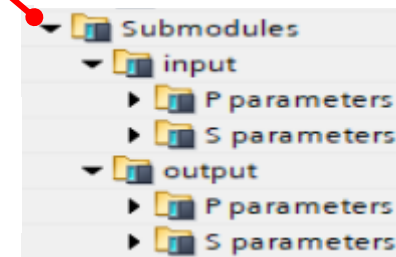 Submodules
input
P parameters
S parameters
output
P parameters
S parameters